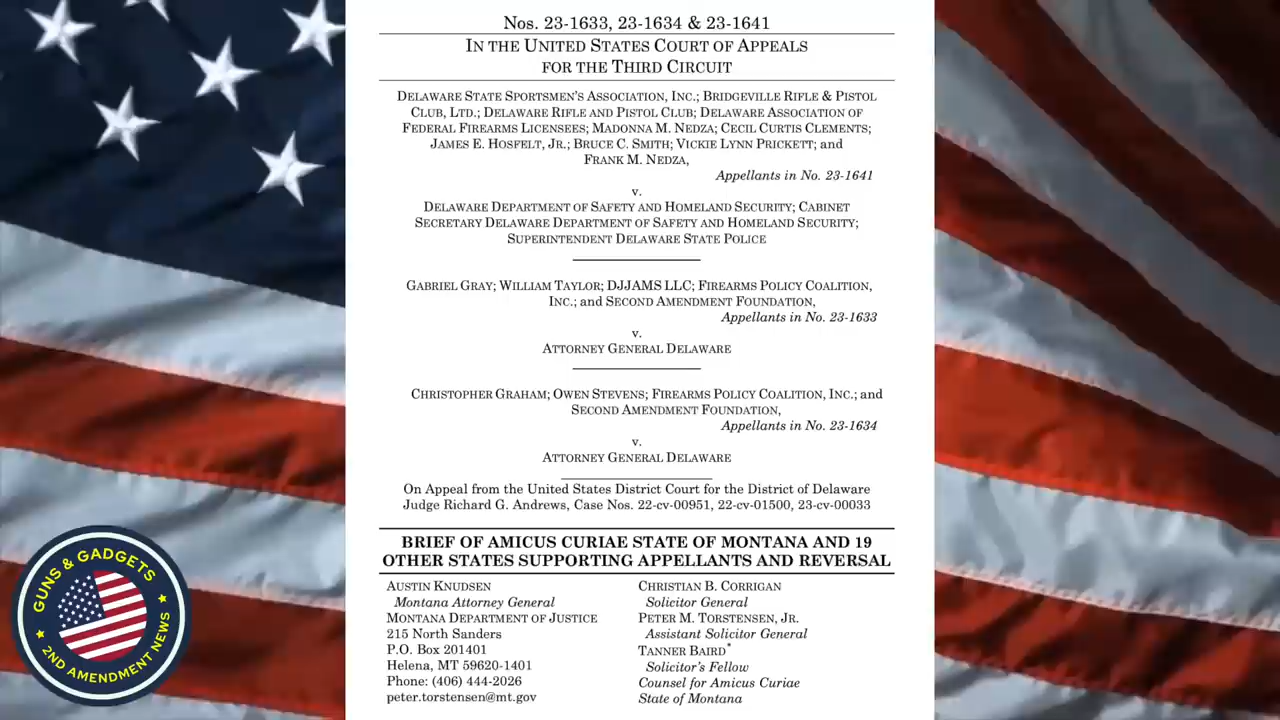 Nos. 23-1633, 23-1634 & 23-1641
IN THE UNITED STATES COURT OF APPEALS
FOR THE THIRD CIRCUIT
DELAWARE STATE SPORTSMEN'S ASSOCIATION, INC.; BRIDGEVILLE RIFLE & PISTOL
CLUB, LTD.; DELAWARE RIFLE AND PISTOL CLUB; DELAWARE ASSOCIATION OF
FEDERAL FIREARMS LICENSEES; MADONNA M. NEDZA; CECIL CURTIS CLEMENTS;
JAMES E. HOSFELT, JR.; BRUCE C. SMITH; VICKIE LYNN PRICKETT; and
FRANK M. NEDZA,
Appellants in No. 23-1641
v.
DELAWARE DEPARTMENT OF SAFETY AND HOMELAND SECURITY; CABINET
SECRETARY DELAWARE DEPARTMENT OF SAFETY AND HOMELAND SECURITY;
SUPERINTENDENT DELAWARE STATE POLICE
GABRIEL GRAY; WILLIAM TAYLOR; DJJAMS LLC; FIREARMS POLICY COALITION,
INC.; and SECOND AMENDMENT FOUNDATION,
Appellants in No. 23-1633
v.
ATTORNEY GENERAL DELAWARE
CHRISTOPHER GRAHAM; OWEN STEVENS; FIREARMS POLICY COALITION, INC.; and
SECOND AMENDMENT FOUNDATION,
Appellants in No. 23-1634
v.
ATTORNEY GENERAL DELAWARE
On Appeal from the United States District Court for the District of Delaware
Judge Richard G. Andrews, Case Nos. 22-cv-00951, 22-cv-01500, 23-cv-00033
BRIEF OF AMICUS CURIAE STATE OF MONTANA AND 19
OTHER STATES SUPPORTING APPELLANTS AND REVERSAL
AUSTIN KNUDSEN
Montana Attorney General
MONTANA DEPARTMENT OF JUSTICE
215 North Sanders
P.O. Box 201401
Helena, MT 59620-1401
Phone: (406) 444-2026
peter.torstensen@mt.gov
CHRISTIAN B. CORRIGAN
Solicitor General
PETER M. TORSTENSEN, JR.
Assistant Solicitor General
TANNER BAIRD*
Solicitor's Fellow
Counsel for Amicus Curiae
State of Montana
GUNS & GADGETS
2ND AMENDMENT NEWS